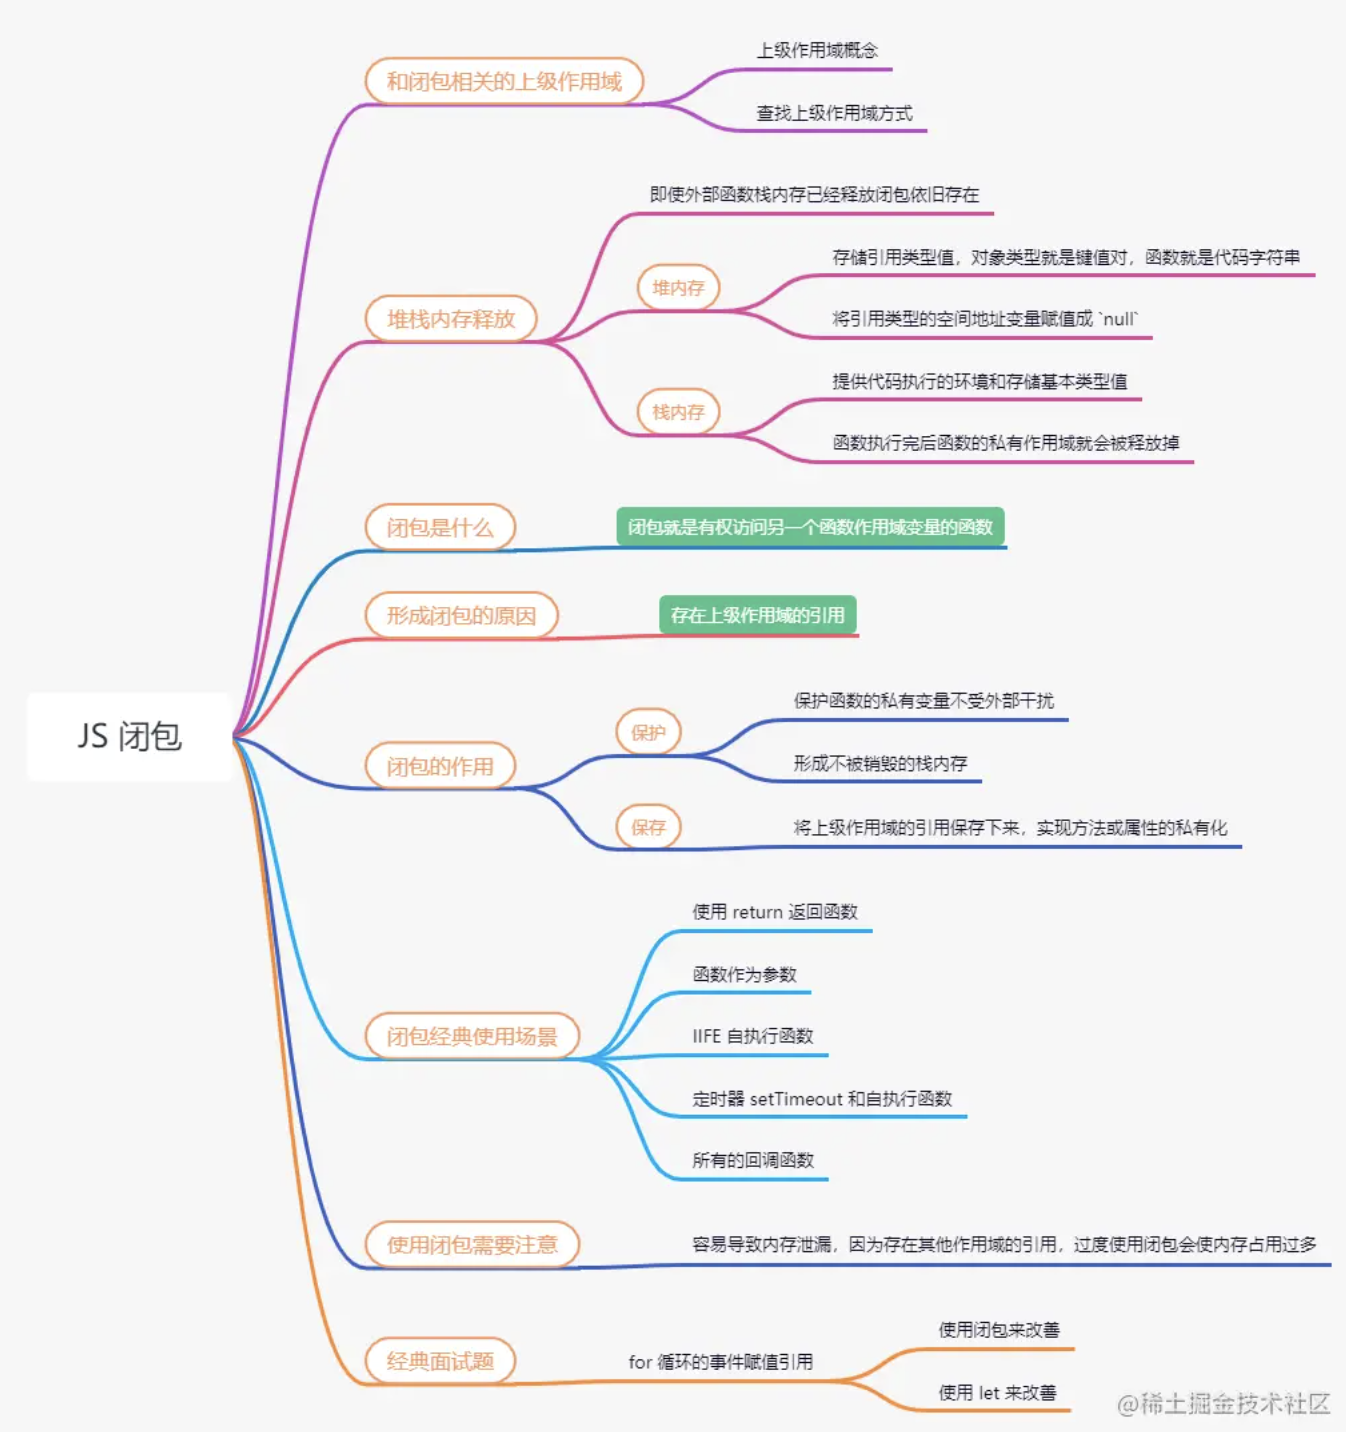 JS 闭包
和闭包相关的上级作用域
上级作用域概念
查找上级作用域方式
堆栈内存释放
即使外部函数栈内存已经释放闭包依旧存在
堆内存
存储引用类型值，对象类型就是键值对，函数就是代码字符串
将引用类型的空间地址变量赋值成 `null`
栈内存
提供代码执行的环境和存储基本类型值
函数执行完后函数的私有作用域就会被释放掉
闭包是什么
闭包就是有权访问另一个函数作用域变量的函数
形成闭包的原因
存在上级作用域的引用
闭包的作用
保护
保护函数的私有变量不受外部干扰
形成不被销毁的栈内存
保存
将上级作用域的引用保存下来，实现方法或属性的私有化
闭包经典使用场景
使用 return 返回函数
函数作为参数
IIFE 自执行函数
定时器 setTimeout 和自执行函数
所有的回调函数
使用闭包需要注意
容易导致内存泄漏，因为存在其他作用域的引用，过度使用闭包会使内存占用过多
经典面试题
for 循环的事件赋值引用
使用闭包来改善
使用 let 来改善
@稀土掘金技术社区